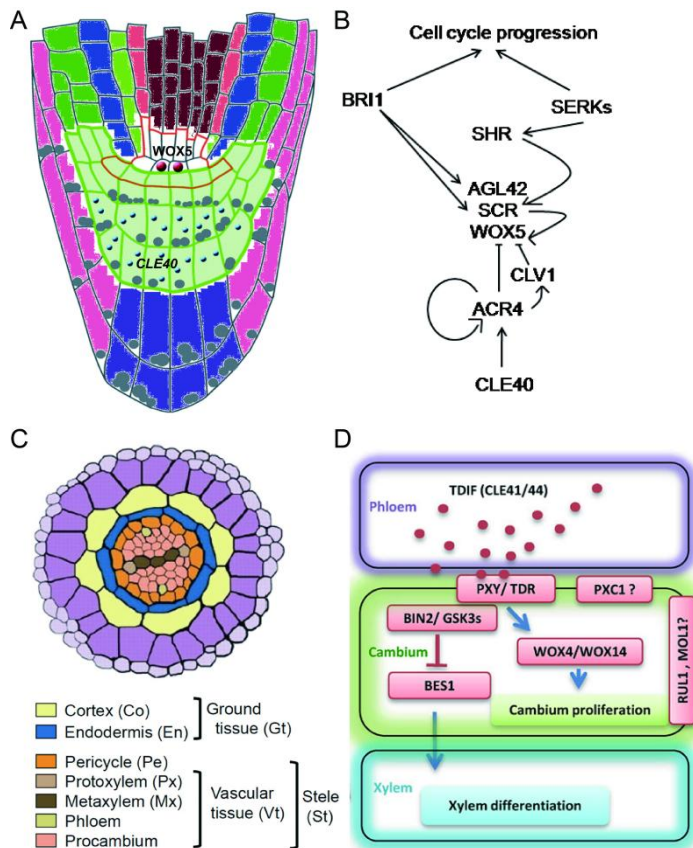 A
WOX5
CLE40
B
Cell cycle progression
BRI1
SERKs
SHR
AGL42
SCR
WOX5
CLV1
ACR4
CLE40
C
Cortex (Co)
Endodermis (En)
Ground
tissue (Gt)
Pericycle (Pe)
Protoxylem (Px)
Metaxylem (Mx)
Phloem
Procambium
Vascular
tissue (Vt)
Stele
(St)
D
TDIF (CLE41/44)
Phloem
PXY/ TDR
PXC1 ?
BIN2/ GSK3s
Cambium
WOX4/WOX14
BES1
Cambium proliferation
RUL1, MOL1?
Xylem
Xylem differentiation